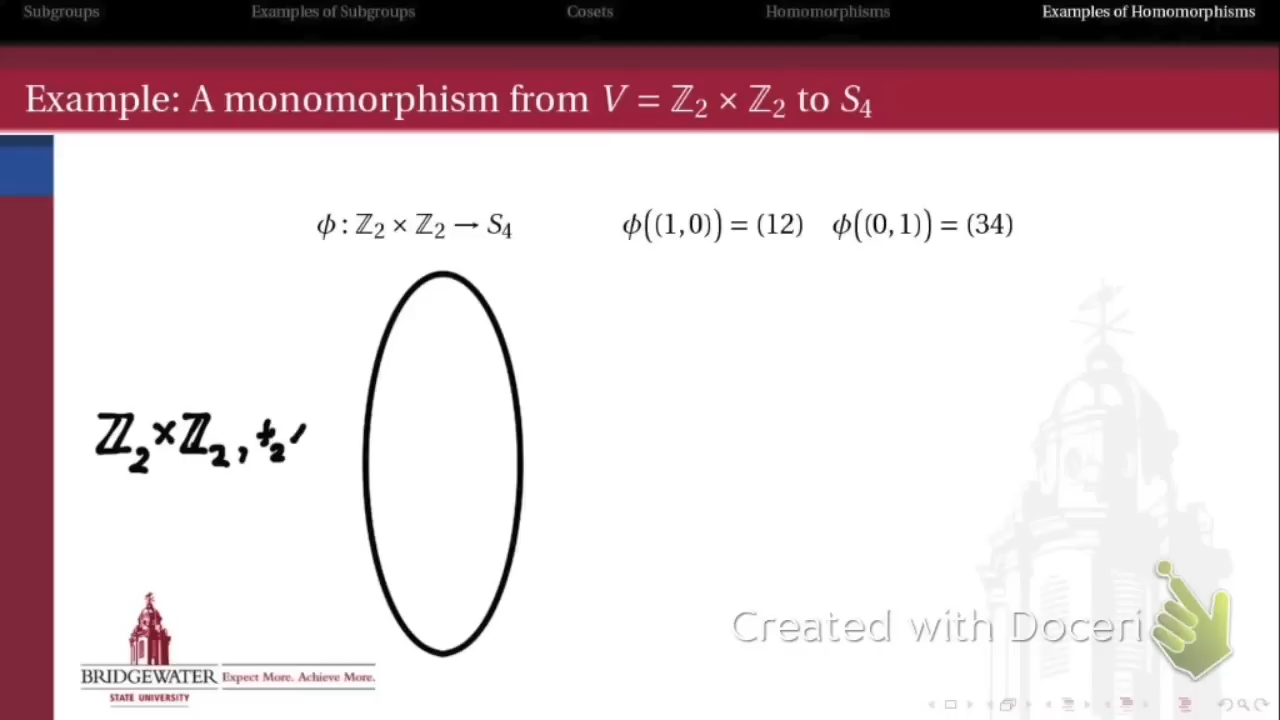 Subgroups Examples of Subgroups Cosets Homomorphisms Examples of Homomorphisms
Example: A monomorphism from V = ℤ₂ × ℤ₂ to S₄
ϕ : ℤ₂ × ℤ₂ → S₄ ϕ((1,0)) = (12) ϕ((0,1)) = (34)
ℤ₂ × ℤ₂, +₂
Created with Doceri
BRIDGEWATER Expect More. Achieve More.
STATE UNIVERSITY